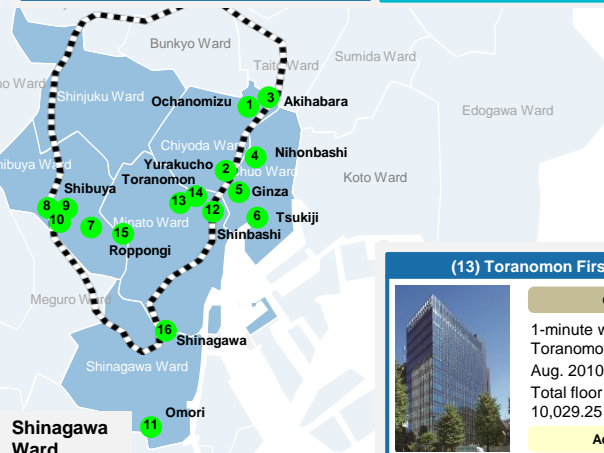 Bunkyo Ward
Taito Ward
Sumida Ward
Edogawa Ward
Ward
Shinjuku Ward
Ochanomizu
1
3
Akihabara
Chiyoda Ward
4
Nihonbashi
Yurakucho
2
Chuo Ward
Koto Ward
Shibuya Ward
Toranomon
Shibuya
13
14
5
Ginza
8
9
10
7
Minato Ward
12
6
Tsukiji
15
Shinbashi
Roppongi
Meguro Ward
16
Shinagawa
Shinagawa Ward
Omori
11
Shinagawa
Ward
(13) Toranomon Firs
1-minute w
Toranomo
Aug. 2010
Total floor
10,029.25